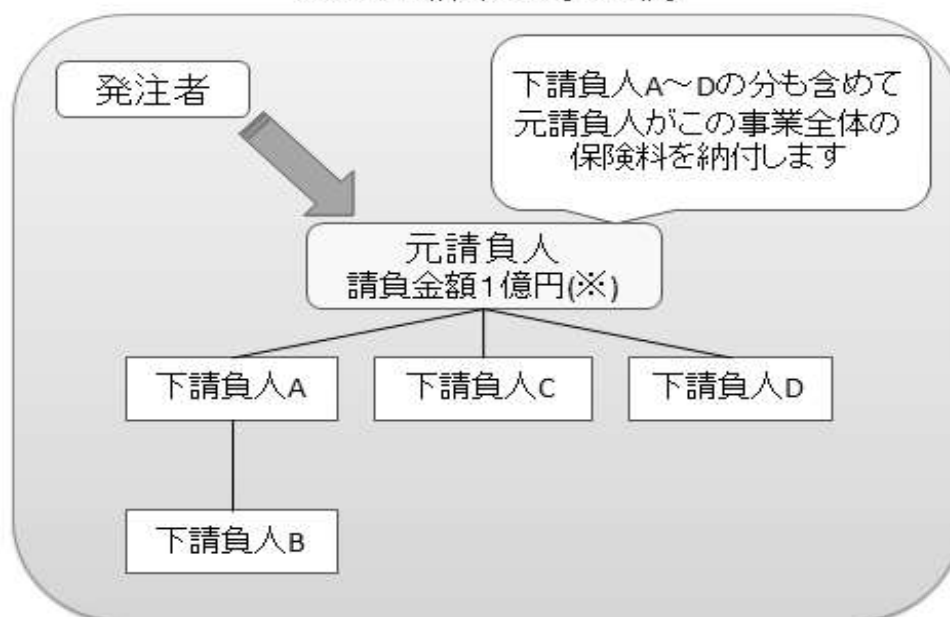 発注者
下請負人A～Dの分も含めて
元請負人がこの事業全体の
保険料を納付します
元請負人
請負金額１億円(※)
下請負人A
下請負人C
下請負人D
下請負人B